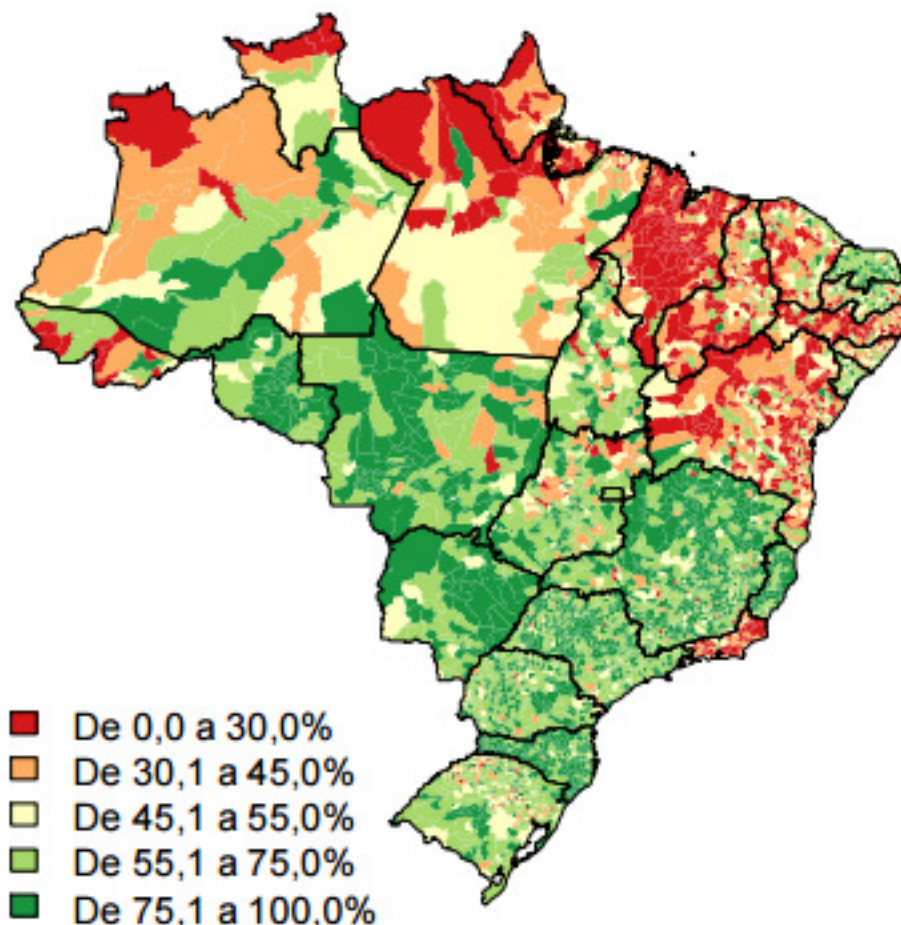 De 0,0 a 30,0%
De 30,1 a 45,0%
De 45,1 a 55,0%
De 55,1 a 75,0%
De 75,1 a 100,0%